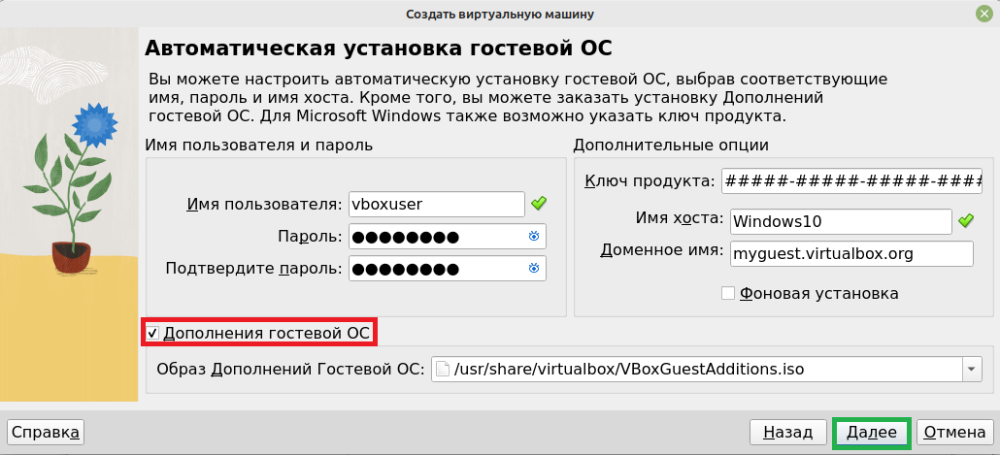 Создать виртуальную машину
Автоматическая установка гостевой ОС
Вы можете настроить автоматическую установку гостевой ОС, выбрав соответствующие
имя, пароль и имя хоста. Кроме того, вы можете заказать установку Дополнений
гостевой ОС. Для Microsoft Windows также возможно указать ключ продукта.
Имя пользователя и пароль
Имя пользователя: vboxuser
Пароль: ●●●●●●●●
Подтвердите пароль: ●●●●●●●●
Дополнительные опции
Ключ продукта: #####-#####-#####-####
Имя хоста: Windows10
Доменное имя: myguest.virtualbox.org
Фоновая установка
Дополнения гостевой ОС
Образ Дополнений Гостевой ОС: /usr/share/virtualbox/VBoxGuestAdditions.iso
Справка
Назад
Далее
Отмена